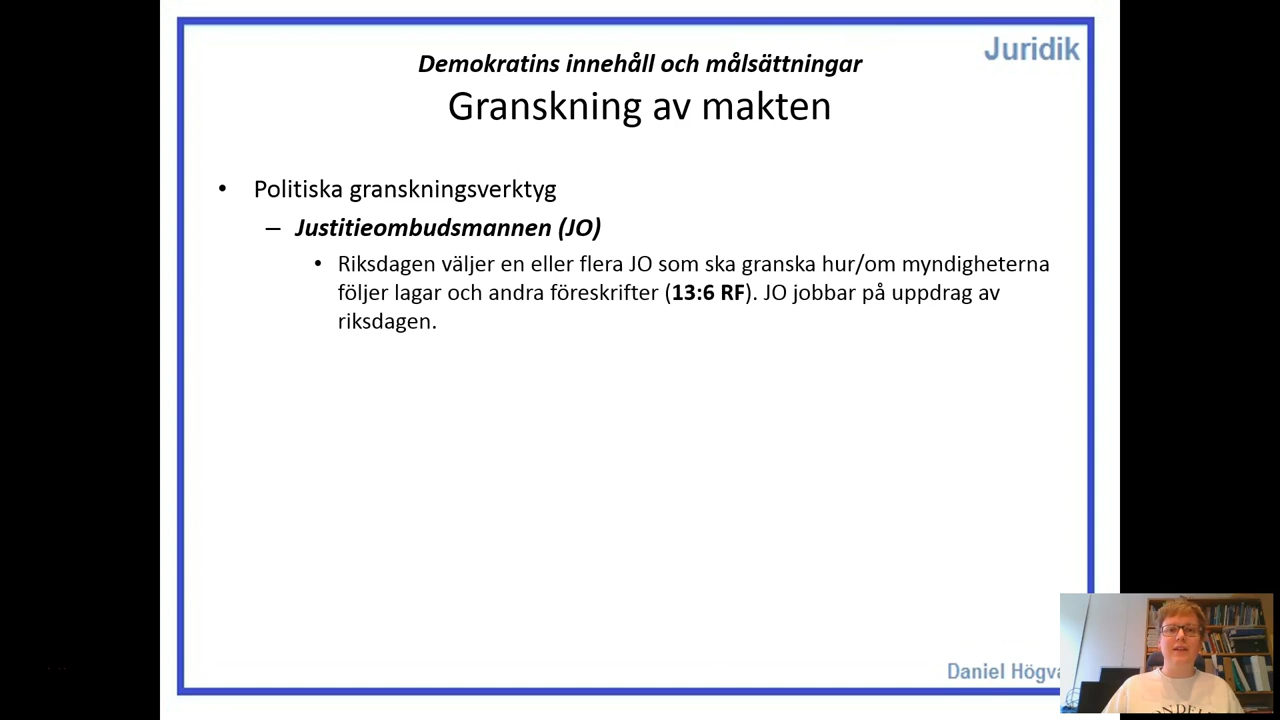 Juridik
Demokratins innehåll och målsättningar
Granskning av makten
• Politiska granskningsverktyg
– Justitieombudsmannen (JO)
• Riksdagen väljer en eller flera JO som ska granska hur/om myndigheterna
följer lagar och andra föreskrifter (13:6 RF). JO jobbar på uppdrag av
riksdagen.
Daniel